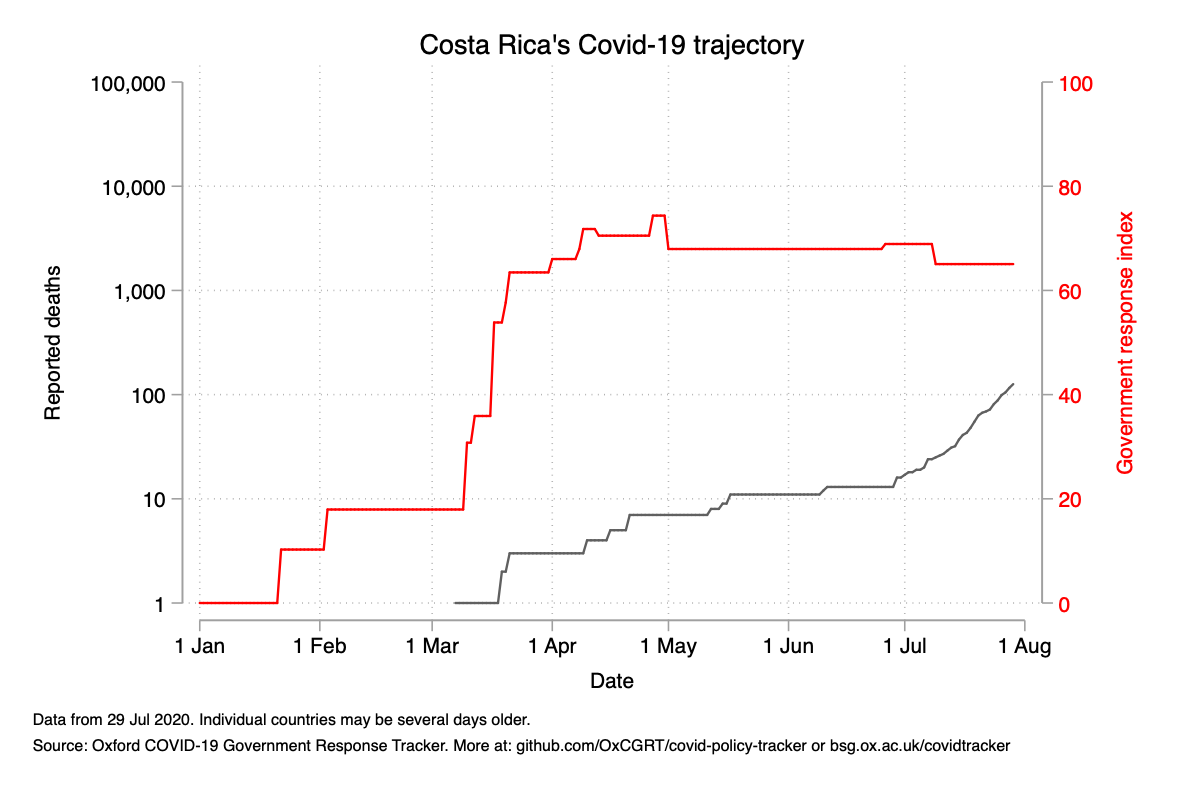 Costa Rica's Covid-19 trajectory
100,000
10,000
1,000
100
10
1
Reported deaths
100
80
60
40
20
0
Government response index
1 Jan 1 Feb 1 Mar 1 Apr 1 May 1 Jun 1 Jul 1 Aug
Date
Data from 29 Jul 2020. Individual countries may be several days older.
Source: Oxford COVID-19 Government Response Tracker. More at: github.com/OxCGRT/covid-policy-tracker or bsg.ox.ac.uk/covidtracker